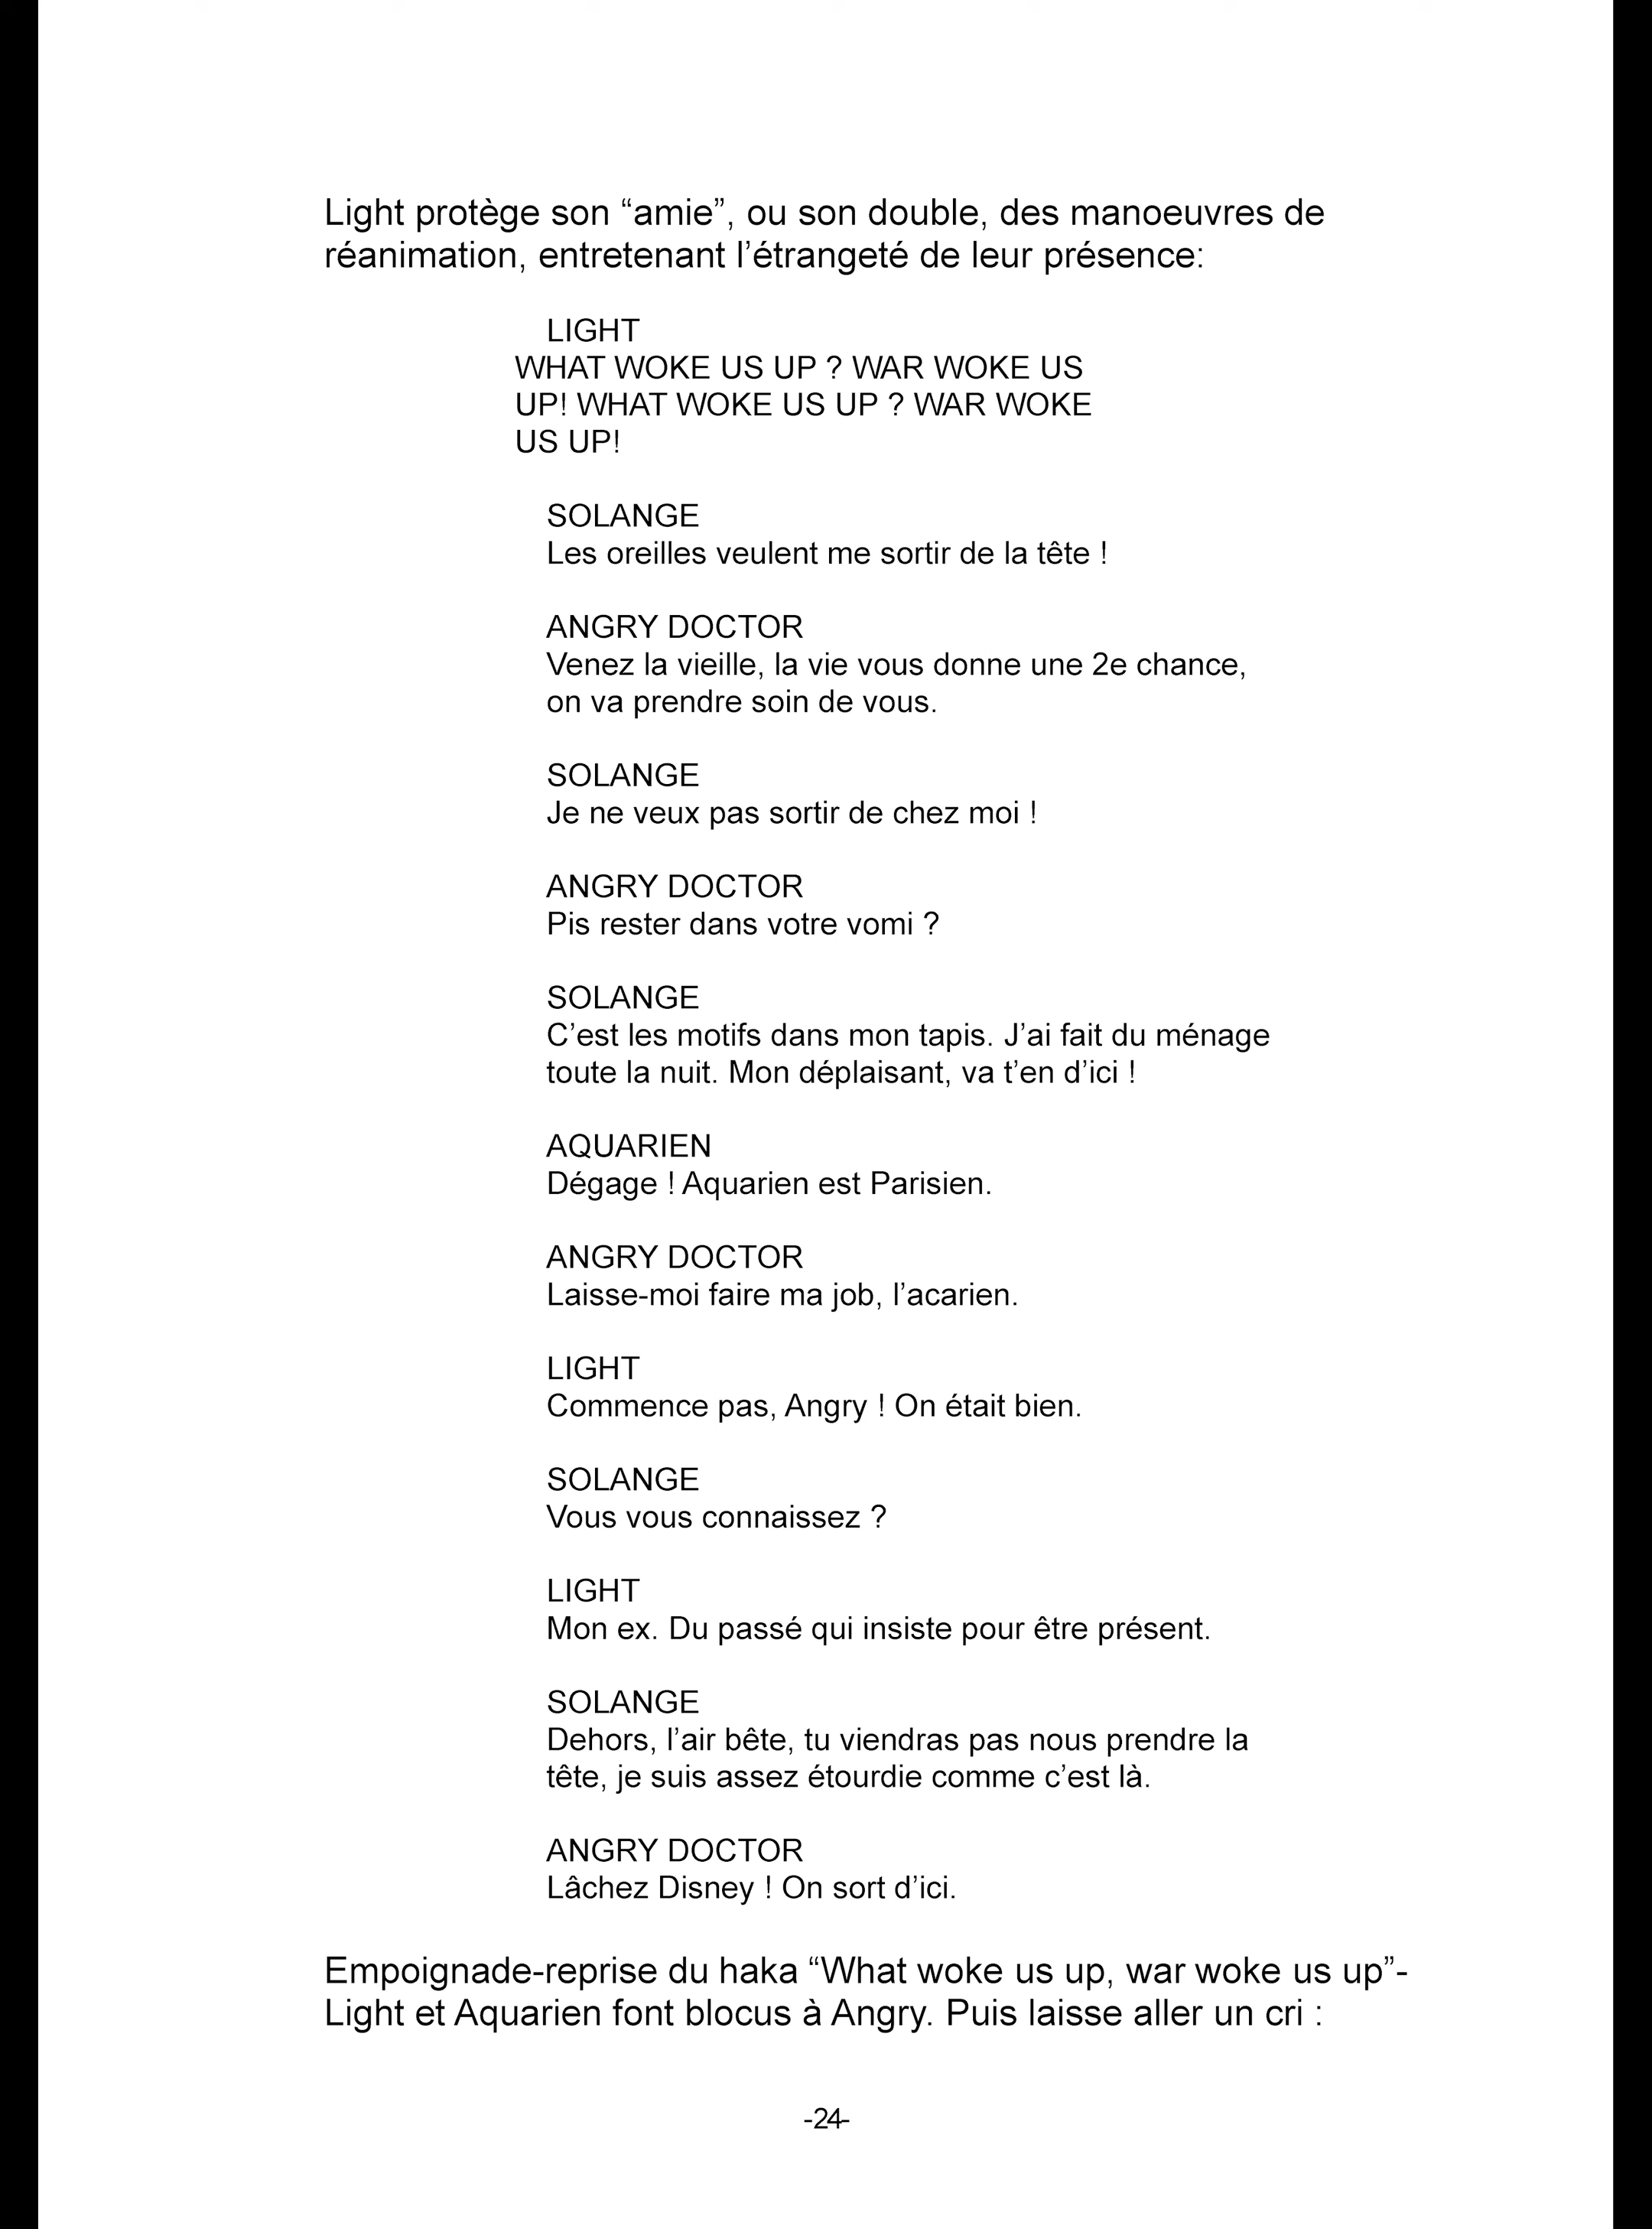 Light protège son “amie”, ou son double, des manoeuvres de
réanimation, entretenant l’étrangeté de leur présence:
LIGHT
WHAT WOKE US UP ? WAR WOKE US
UP! WHAT WOKE US UP ? WAR WOKE
US UP!
SOLANGE
Les oreilles veulent me sortir de la tête !
ANGRY DOCTOR
Venez la vieille, la vie vous donne une 2e chance,
on va prendre soin de vous.
SOLANGE
Je ne veux pas sortir de chez moi !
ANGRY DOCTOR
Pis rester dans votre vomi ?
SOLANGE
C’est les motifs dans mon tapis. J’ai fait du ménage
toute la nuit. Mon déplaisant, va t’en d’ici !
AQUARIEN
Dégage ! Aquarien est Parisien.
ANGRY DOCTOR
Laisse-moi faire ma job, l’acarien.
LIGHT
Commence pas, Angry ! On était bien.
SOLANGE
Vous vous connaissez ?
LIGHT
Mon ex. Du passé qui insiste pour être présent.
SOLANGE
Dehors, l’air bête, tu viendras pas nous prendre la
tête, je suis assez étourdie comme c’est là.
ANGRY DOCTOR
Lâchez Disney ! On sort d’ici.
Empoignade-reprise du haka “What woke us up, war woke us up”-
Light et Aquarien font blocus à Angry. Puis laisse aller un cri :
-24-